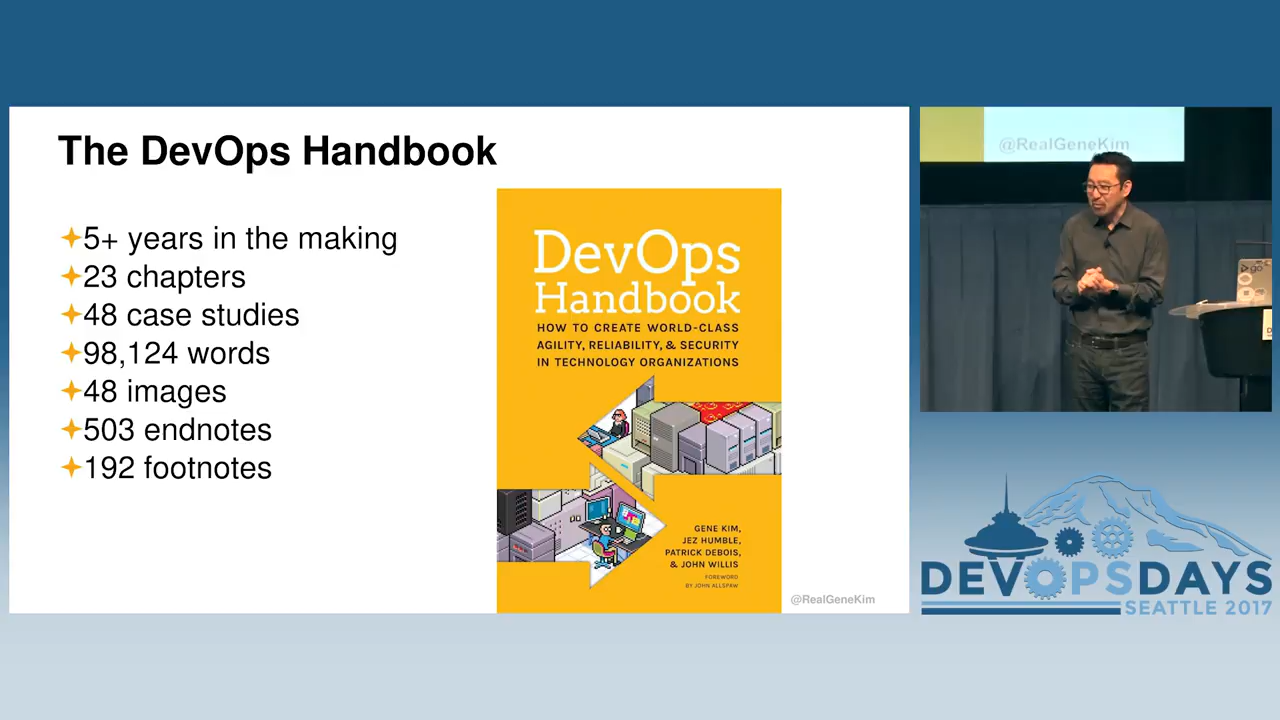 The DevOps Handbook
5+ years in the making
23 chapters
48 case studies
98,124 words
48 images
503 endnotes
192 footnotes
DevOps
Handbook
HOW TO CREATE WORLD-CLASS
AGILITY, RELIABILITY, & SECURITY
IN TECHNOLOGY ORGANIZATIONS
GENE KIM,
JEZ HUMBLE,
PATRICK DEBOIS,
& JOHN WILLIS
FOREWORD
BY JOHN ALLSPAW
@RealGeneKim
@RealGeneKim
DEVOPSDAYS
SEATTLE 2017